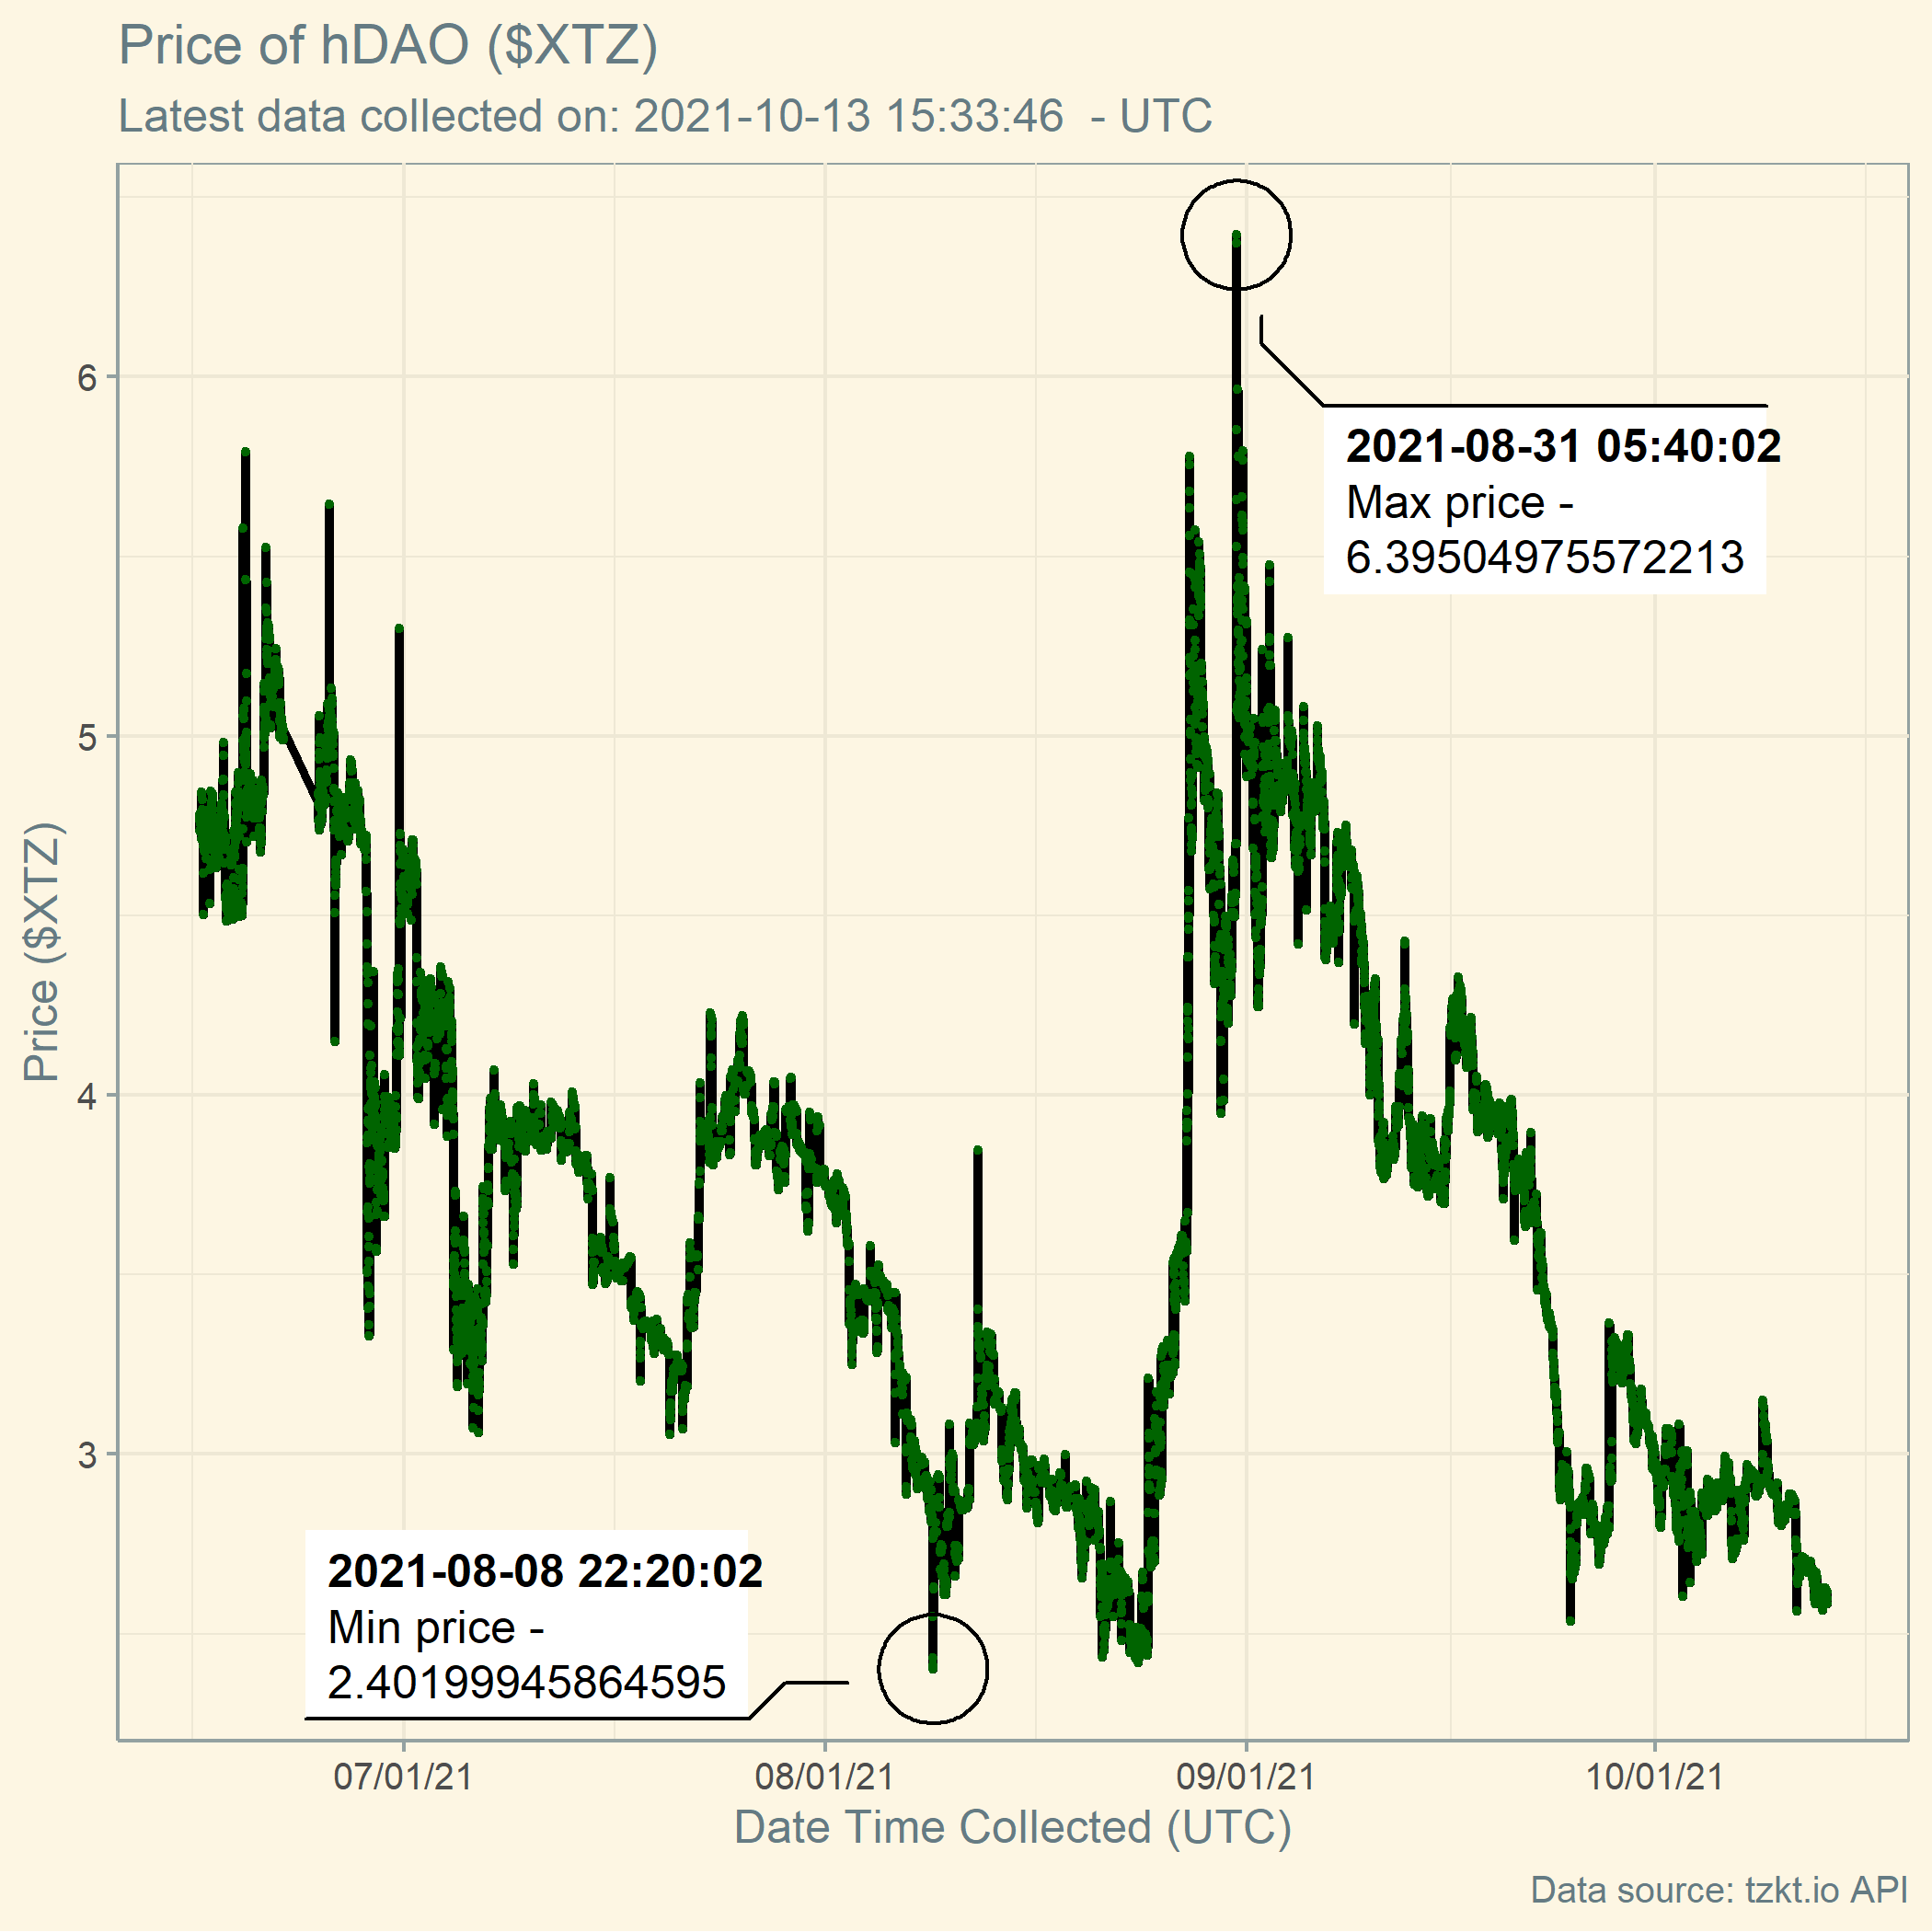 Price of hDAO ($XTZ)
Latest data collected on: 2021-10-13 15:33:46  - UTC
6
5
4
3
Price ($XTZ)
2021-08-31 05:40:02
Max price -
6.39504975572213
2021-08-08 22:20:02
Min price -
2.40199945864595
07/01/21
08/01/21
09/01/21
10/01/21
Date Time Collected (UTC)
Data source: tzkt.io API